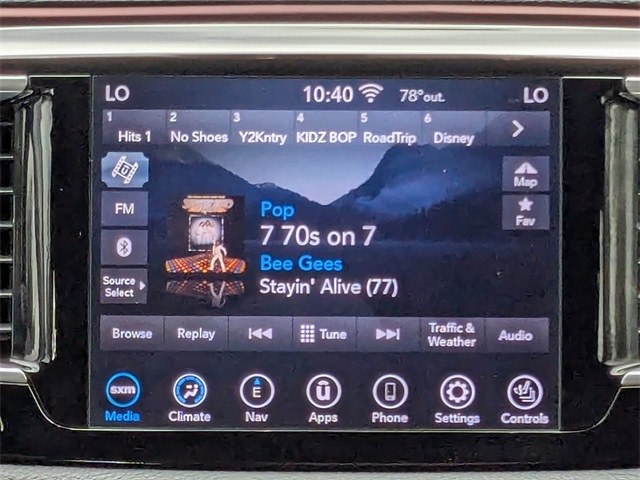 LO 10:40 78° out. LO
1 2 3 4 5 6
Hits 1 No Shoes Y2Kntry KIDZ BOP RoadTrip Disney
Map
FM
Fav
Pop
7 70s on 7
Bee Gees
Stayin' Alive (77)
Source
Select
Browse Replay Tune Traffic &
Weather Audio
sxm E ū
Media Climate Nav Apps Phone Settings Controls